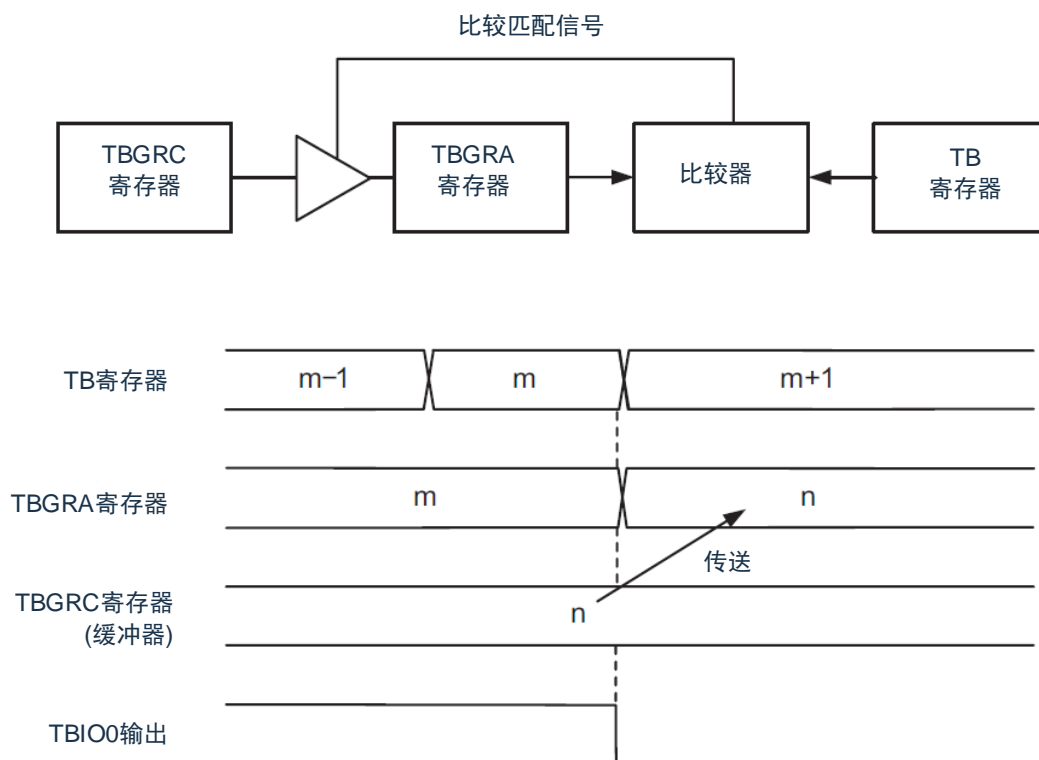 比较匹配信号
TBGRC
寄存器
TBGRA
寄存器
比较器
TB
寄存器
TB寄存器
m−1
m
m+1
TBGRA寄存器
m
n
传送
TBGRC寄存器
(缓冲器)
n
TBIO0输出